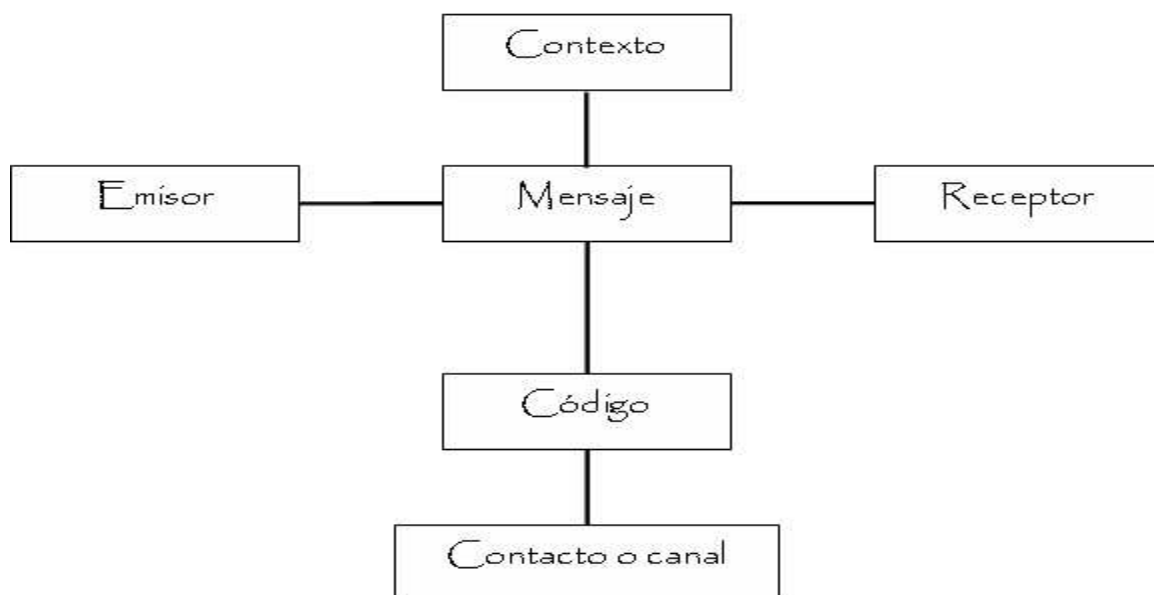 Contexto
Emisor
Mensaje
Receptor
Código
Contacto o canal